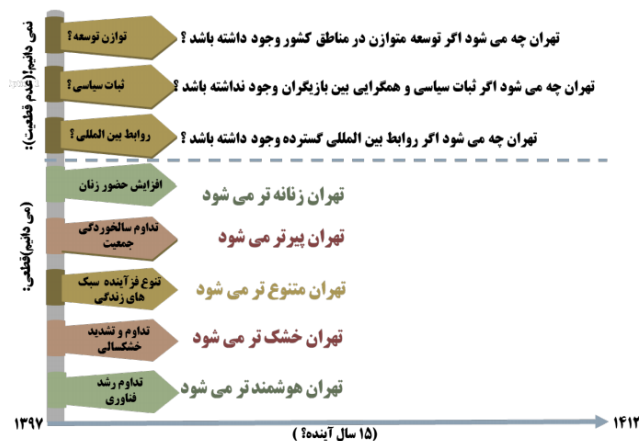 نمی دانیم!(عدم قطعیت):
توازن توسعه؟
تهران چه می شود اگر توسعه متوازن در مناطق کشور وجود داشته باشد ؟
ثبات سیاسی؟
تهران چه می شود اگر ثبات سیاسی و همگرایی بین بازیگران وجود نداشته باشد ؟
روابط بین المللی ؟
تهران چه می شود اگر روابط بین المللی گسترده وجود داشته باشد ؟
(می دانیم)قطعی:
افزایش حضور زنان
تهران زنانه تر می شود
تداوم سالخوردگی
جمعیت
تهران پیرتر می شود
تنوع فزآینده سبک
های زندگی
تهران متنوع تر می شود
تداوم و تشدید
خشکسالی
تهران خشک تر می شود
تداوم رشد
فناوری
تهران هوشمند تر می شود
۱۳۹۷
(۱۵ سال آینده؟ )
۱۴۱۲